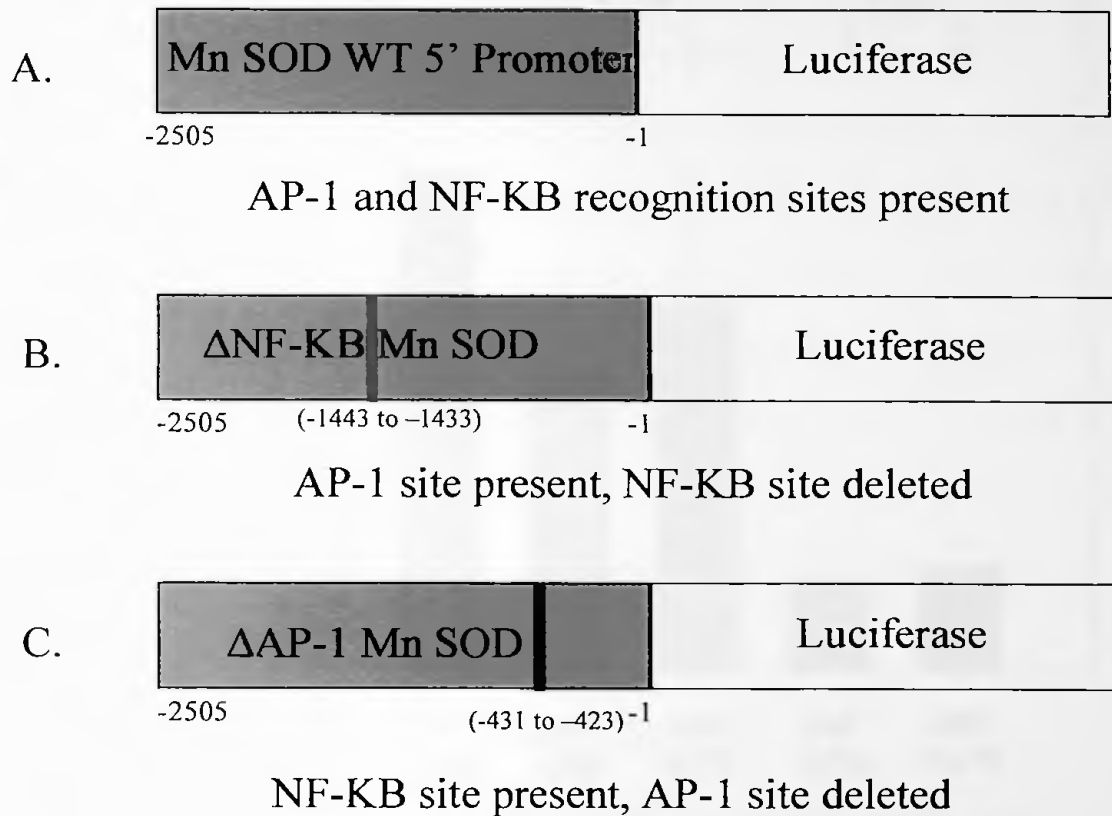 A.
Mn SOD WT 5' Promoter
Luciferase
-2505
-1
AP-1 and NF-KB recognition sites present
B.
ΔNF-KB Mn SOD
Luciferase
-2505
(-1443 to –1433)
-1
AP-1 site present, NF-KB site deleted
C.
ΔAP-1 Mn SOD
Luciferase
-2505
(-431 to –423)
-1
NF-KB site present, AP-1 site deleted